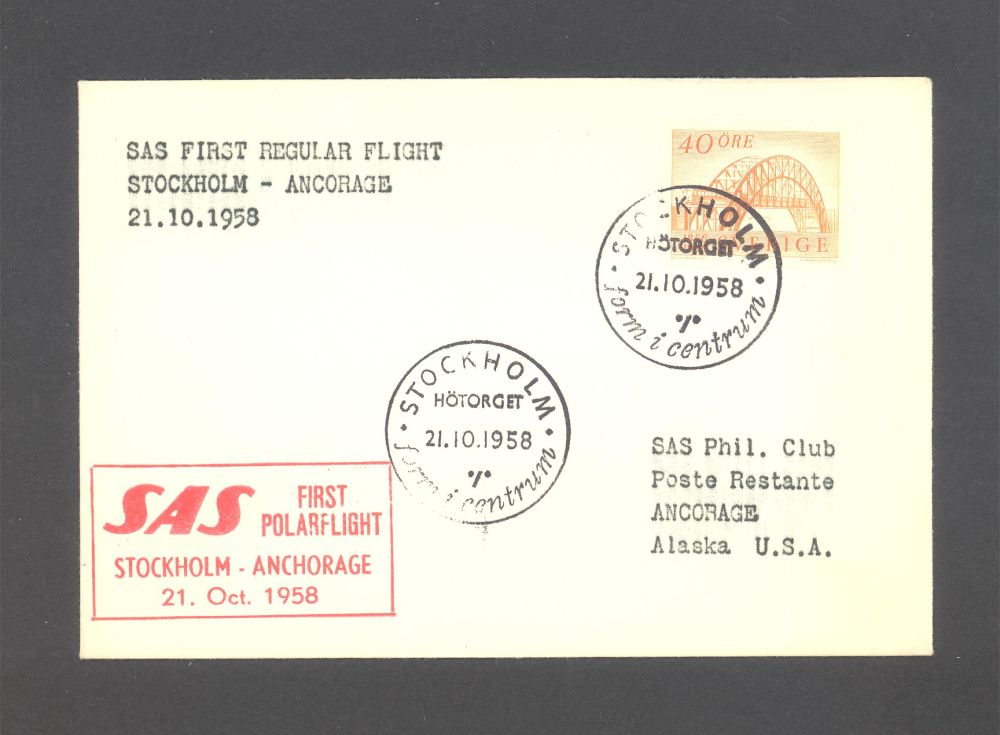 SAS FIRST REGULAR FLIGHT
STOCKHOLM - ANCORAGE
21.10.1958
40 ÖRE
SVERIGE
STOCKHOLM
HÖTORGET
21.10.1958
form i centrum
STOCKHOLM
HÖTORGET
21.10.1958
form i centrum
SAS Phil. Club
Poste Restante
ANCORAGE
Alaska U.S.A.
SAS FIRST
POLARFLIGHT
STOCKHOLM - ANCHORAGE
21. Oct. 1958